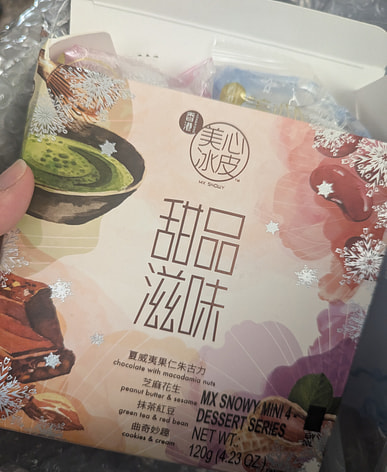 香港
美心
冰皮
MX SNOWY
甜品
滋味
夏威夷果仁朱古力
chocolate with macadamia nuts
芝麻花生
peanut butter & sesame
抹茶紅豆
green tea & red bean
曲奇妙趣
cookies & cream
MX SNOWY MINI 4
DESSERT SERIES
NET WT.
120g (4.23 OZ